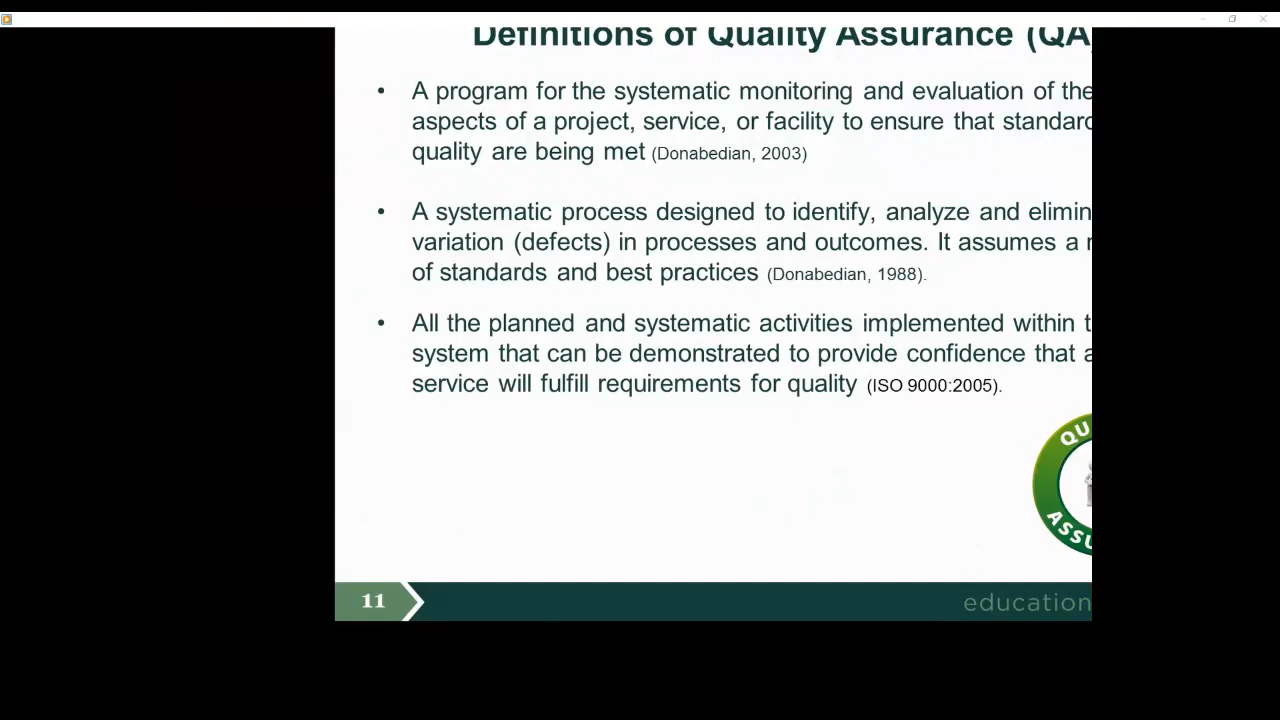 Definitions of Quality Assurance (QA
• A program for the systematic monitoring and evaluation of the
aspects of a project, service, or facility to ensure that
quality are being met (Donabedian, 2003)
• A systematic process designed to identify, analyze and
variation (defects) in processes and outcomes. It assumes a
of standards and best practices (Donabedian, 1988).
• All the planned and systematic activities implemented within
system that can be demonstrated to provide confidence that
service will fulfill requirements for quality (ISO 9000:2005).
11
education